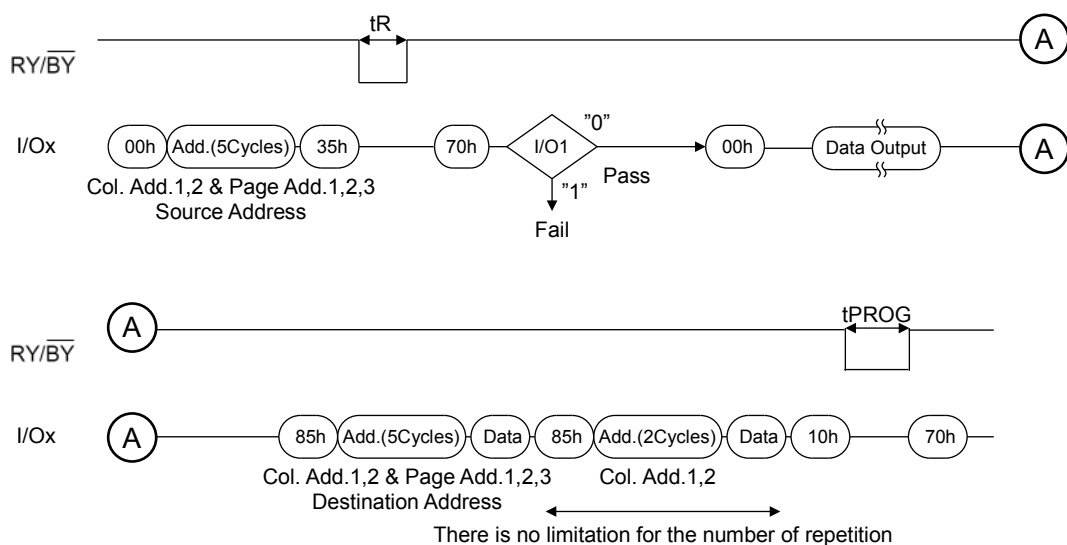 tR
RY/BY
A
I/Ox
00h Add.(5Cycles) 35h 70h I/O1 "0" 00h Data Output A
Pass
"1"
Fail
Col. Add.1,2 & Page Add.1,2,3
Source Address
A
tPROG
RY/BY
I/Ox
A
85h Add.(5Cycles) Data 85h Add.(2Cycles) Data 10h 70h
Col. Add.1,2 & Page Add.1,2,3 Col. Add.1,2
Destination Address
There is no limitation for the number of repetition